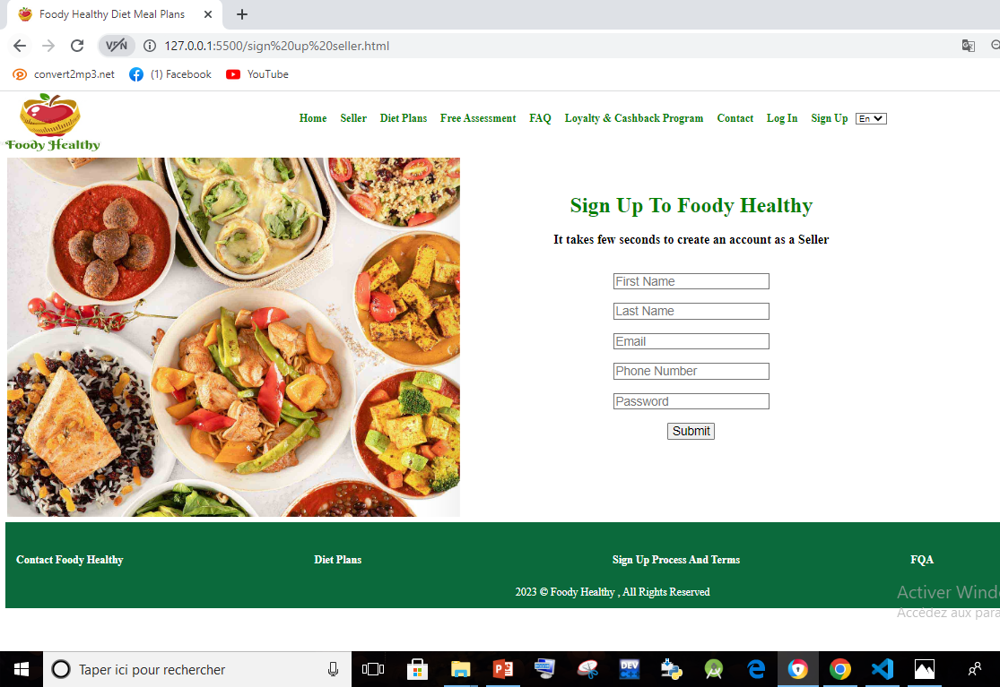 Foody Healthy Diet Meal Plans
VPN 127.0.0.1:5500/sign%20up%20seller.html
convert2mp3.net (1) Facebook YouTube
Foody Healthy
Home Seller Diet Plans Free Assessment FAQ Loyalty & Cashback Program Contact Log In Sign Up En
Sign Up To Foody Healthy
It takes few seconds to create an account as a Seller
First Name
Last Name
Email
Phone Number
Password
Submit
Contact Foody Healthy Diet Plans Sign Up Process And Terms FQA
2023 © Foody Healthy , All Rights Reserved
Activer Wind
Accédez aux para
Taper ici pour rechercher
DEV